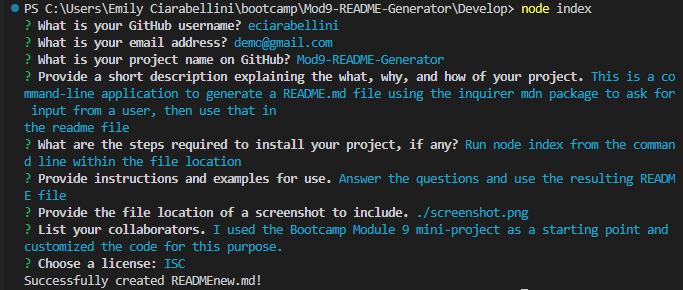 PS C:\Users\Emily Ciarabellini\bootcamp\Mod9-README-Generator\Develop> node index
? What is your GitHub username? eciarabellini
? What is your email address? demo@gmail.com
? What is your project name on GitHub? Mod9-README-Generator
? Provide a short description explaining the what, why, and how of your project. This is a co
mmand-line application to generate a README.md file using the inquirer mdn package to ask for
 input from a user, then use that in
the readme file
? What are the steps required to install your project, if any? Run node index from the comman
d line within the file location
? Provide instructions and examples for use. Answer the questions and use the resulting READM
E file
? Provide the file location of a screenshot to include. ./screenshot.png
? List your collaborators. I used the Bootcamp Module 9 mini-project as a starting point and
customized the code for this purpose.
? Choose a license: ISC
Successfully created READMEnew.md!